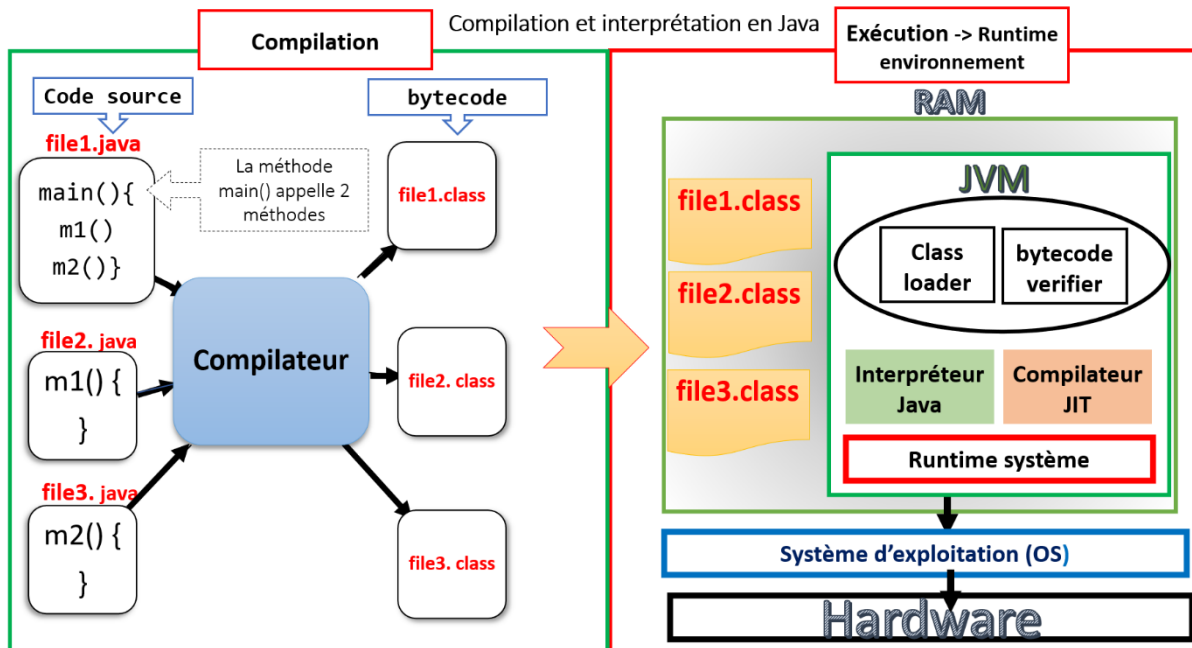 Compilation et interprétation en Java
Compilation
Code source
bytecode
file1.java
main(){
m1()
m2()}
La méthode
main() appelle 2
méthodes
file1.class
file2. java
m1() {
}
Compilateur
file2. class
file3. java
m2() {
}
file3. class
Exécution -> Runtime
environnement
RAM
file1.class
file2.class
file3.class
JVM
Class
loader
bytecode
verifier
Interpréteur
Java
Compilateur
JIT
Runtime système
Système d'exploitation (OS)
Hardware